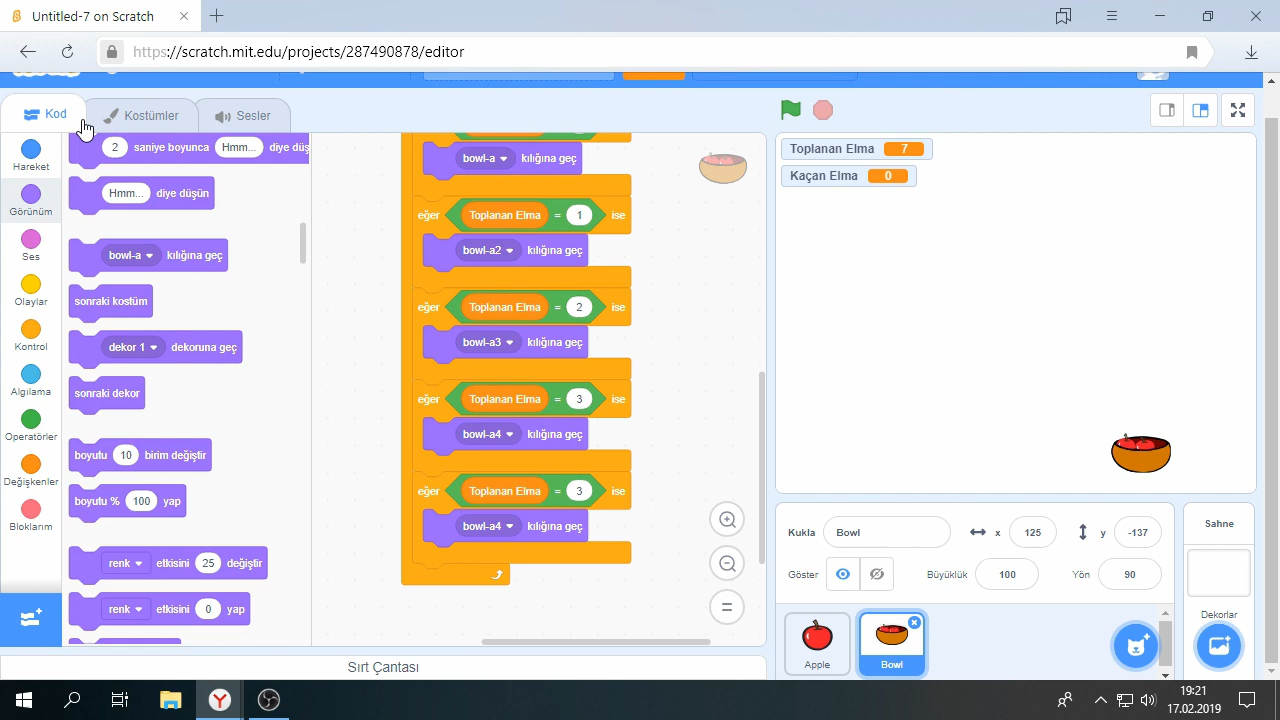 Untitled-7 on Scratch
https://scratch.mit.edu/projects/287490878/editor
Kod
Kostümler
Sesler
Hareket
Görünüm
Ses
Olaylar
Kontrol
Algılama
Operatörler
Değişkenler
Bloklarım
2 saniye boyunca Hmm... diye düş
Hmm... diye düşün
bowl-a kılığına geç
sonraki kostüm
dekor 1 dekoruna geç
sonraki dekor
boyutu 10 birim değiştir
boyutu % 100 yap
renk etkisini 25 değiştir
renk etkisini 0 yap
bowl-a kılığına geç
eğer Toplanan Elma = 1 ise
bowl-a2 kılığına geç
eğer Toplanan Elma = 2 ise
bowl-a3 kılığına geç
eğer Toplanan Elma = 3 ise
bowl-a4 kılığına geç
eğer Toplanan Elma = 3 ise
bowl-a4 kılığına geç
Sırt Çantası
Toplanan Elma 7
Kaçan Elma 0
Kukla Bowl x 125 y -137
Göster Büyüklük 100 Yön 90
Apple
Bowl
Sahne
Dekorlar
19:21
17.02.2019